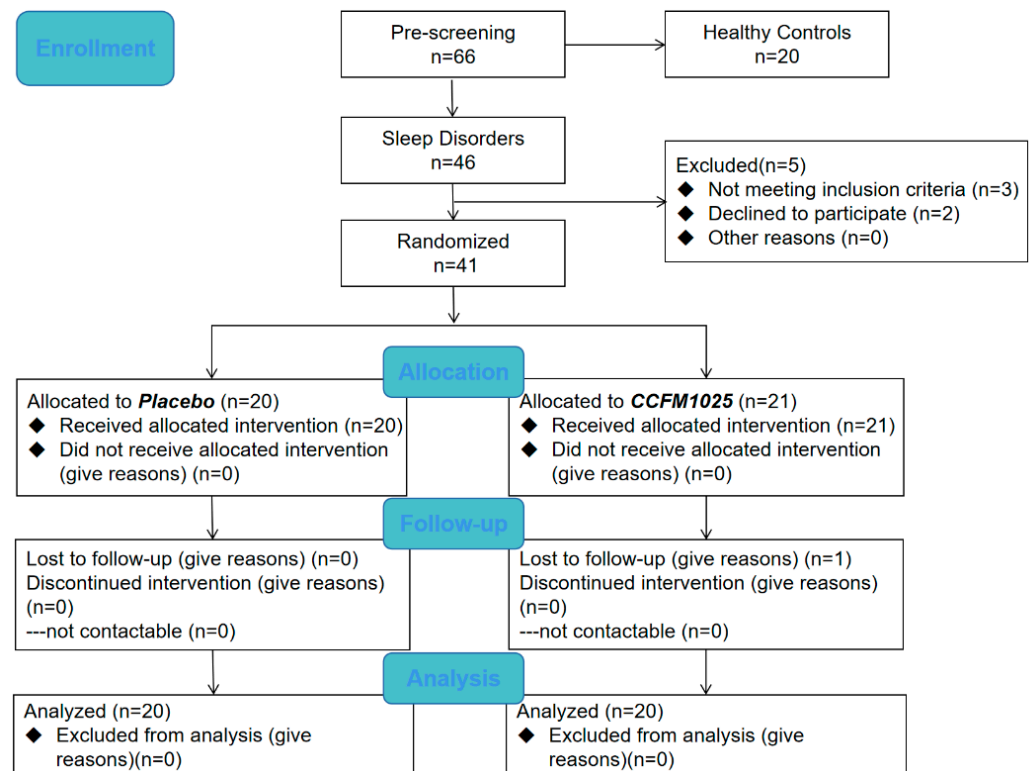 Enrollment
Pre-screening
n=66
Healthy Controls
n=20
Sleep Disorders
n=46
Excluded(n=5)
◆ Not meeting inclusion criteria (n=3)
◆ Declined to participate (n=2)
◆ Other reasons (n=0)
Randomized
n=41
Allocation
Allocated to Placebo (n=20)
◆ Received allocated intervention (n=20)
◆ Did not receive allocated intervention
(give reasons) (n=0)
Allocated to CCFM1025 (n=21)
◆ Received allocated intervention (n=21)
◆ Did not receive allocated intervention
(give reasons) (n=0)
Follow-up
Lost to follow-up (give reasons) (n=0)
Discontinued intervention (give reasons)
(n=0)
---not contactable (n=0)
Lost to follow-up (give reasons) (n=1)
Discontinued intervention (give reasons)
(n=0)
---not contactable (n=0)
Analysis
Analyzed (n=20)
◆ Excluded from analysis (give
reasons)(n=0)
Analyzed (n=20)
◆ Excluded from analysis (give
reasons)(n=0)